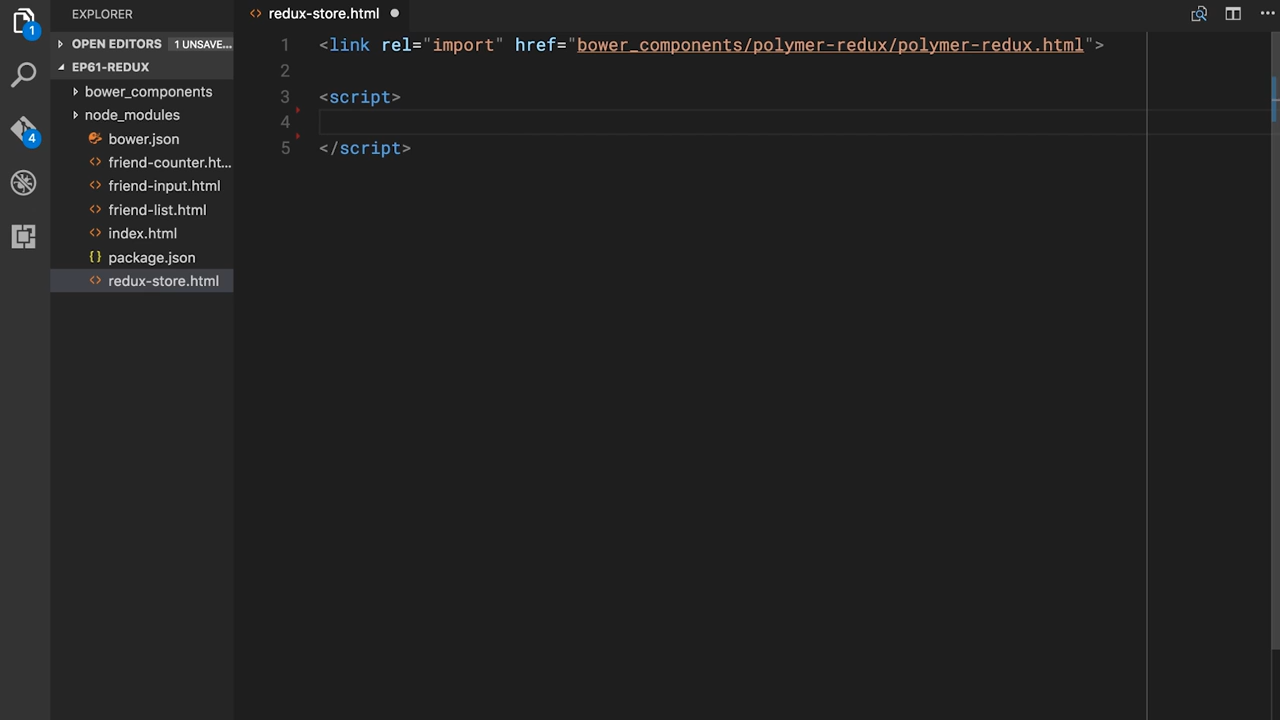 1
4
EXPLORER
OPEN EDITORS 1 UNSAVE...
EP61-REDUX
bower_components
node_modules
bower.json
friend-counter.ht...
friend-input.html
friend-list.html
index.html
{} package.json
redux-store.html
<> redux-store.html
1 <link rel="import" href="bower_components/polymer-redux/polymer-redux.html">
2
3 <script>
4
5 </script>